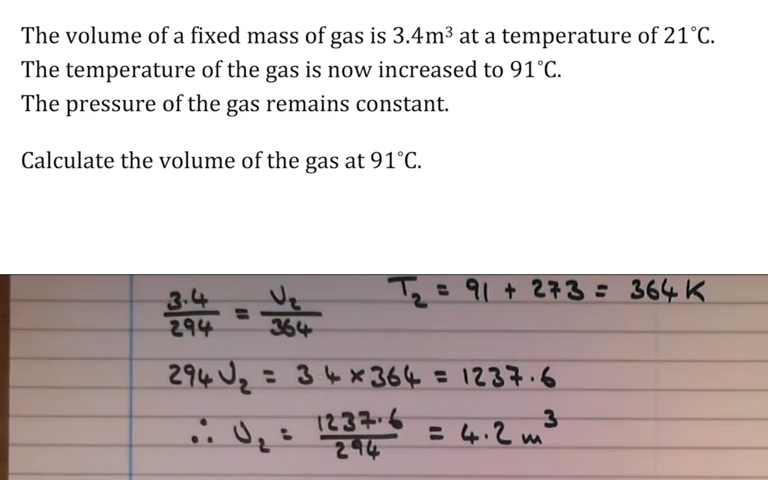 The volume of a fixed mass of gas is 3.4m³ at a temperature of 21°C.
The temperature of the gas is now increased to 91°C.
The pressure of the gas remains constant.
Calculate the volume of the gas at 91°C.
3.4/294 = V₂/364 T₂ = 91 + 273 = 364 K
294 V₂ = 3 4 × 364 = 1237.6
∴ V₂ = 1237.6/294 = 4.2 m³